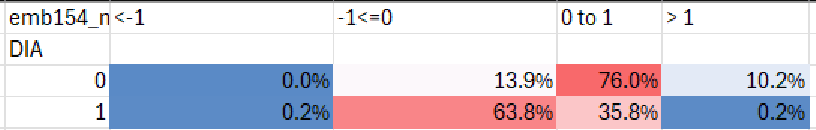 emb154_n <-1 -1<=0 0 to 1 > 1
DIA
0 0.0% 13.9% 76.0% 10.2%
1 0.2% 63.8% 35.8% 0.2%